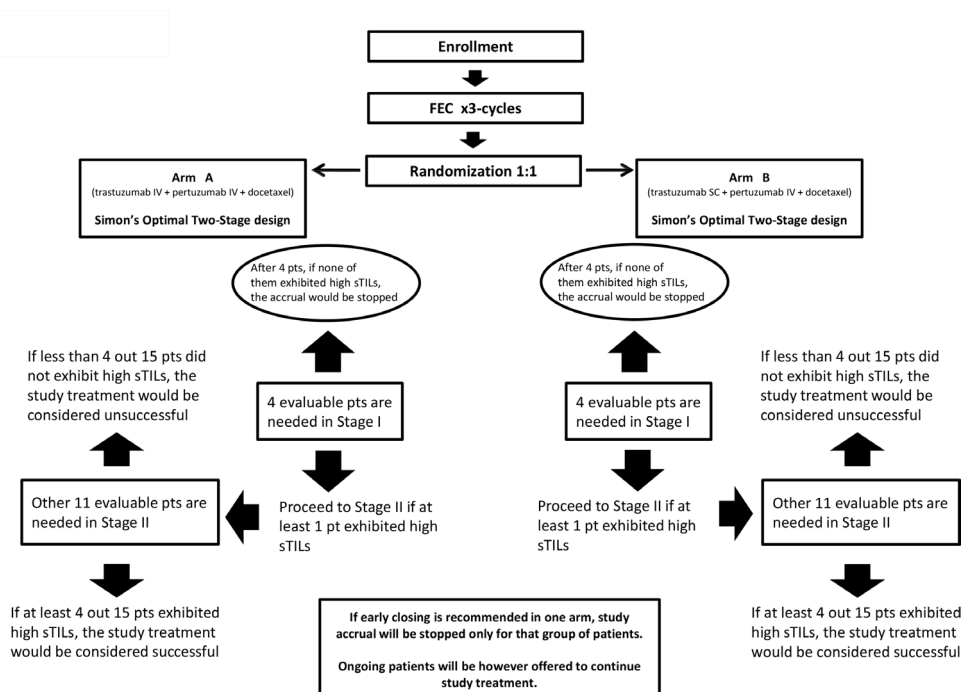 Enrollment
FEC x3-cycles
Randomization 1:1
Arm A
(trastuzumab IV + pertuzumab IV + docetaxel)
Simon's Optimal Two-Stage design
Arm B
(trastuzumab SC + pertuzumab IV + docetaxel)
Simon's Optimal Two-Stage design
After 4 pts, if none of
them exhibited high sTILs,
the accrual would be stopped
After 4 pts, if none of
them exhibited high sTILs,
the accrual would be stopped
If less than 4 out 15 pts did
not exhibit high sTILs, the
study treatment would be
considered unsuccessful
4 evaluable pts are
needed in Stage I
4 evaluable pts are
needed in Stage I
If less than 4 out 15 pts did
not exhibit high sTILs, the
study treatment would be
considered unsuccessful
Other 11 evaluable pts are
needed in Stage II
Proceed to Stage II if at
least 1 pt exhibited high
sTILs
Proceed to Stage II if at
least 1 pt exhibited high
sTILs
Other 11 evaluable pts are
needed in Stage II
If at least 4 out 15 pts exhibited
high sTILs, the study treatment
would be considered successful
If early closing is recommended in one arm, study
accrual will be stopped only for that group of patients.
Ongoing patients will be however offered to continue
study treatment.
If at least 4 out 15 pts exhibited
high sTILs, the study treatment
would be considered successful